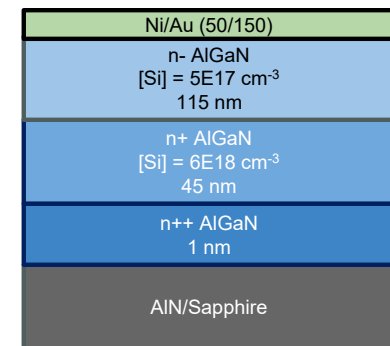 Ni/Au (50/150)
n- AlGaN
[Si] = 5E17 cm-3
115 nm
n+ AlGaN
[Si] = 6E18 cm-3
45 nm
n++ AlGaN
1 nm
AlN/Sapphire